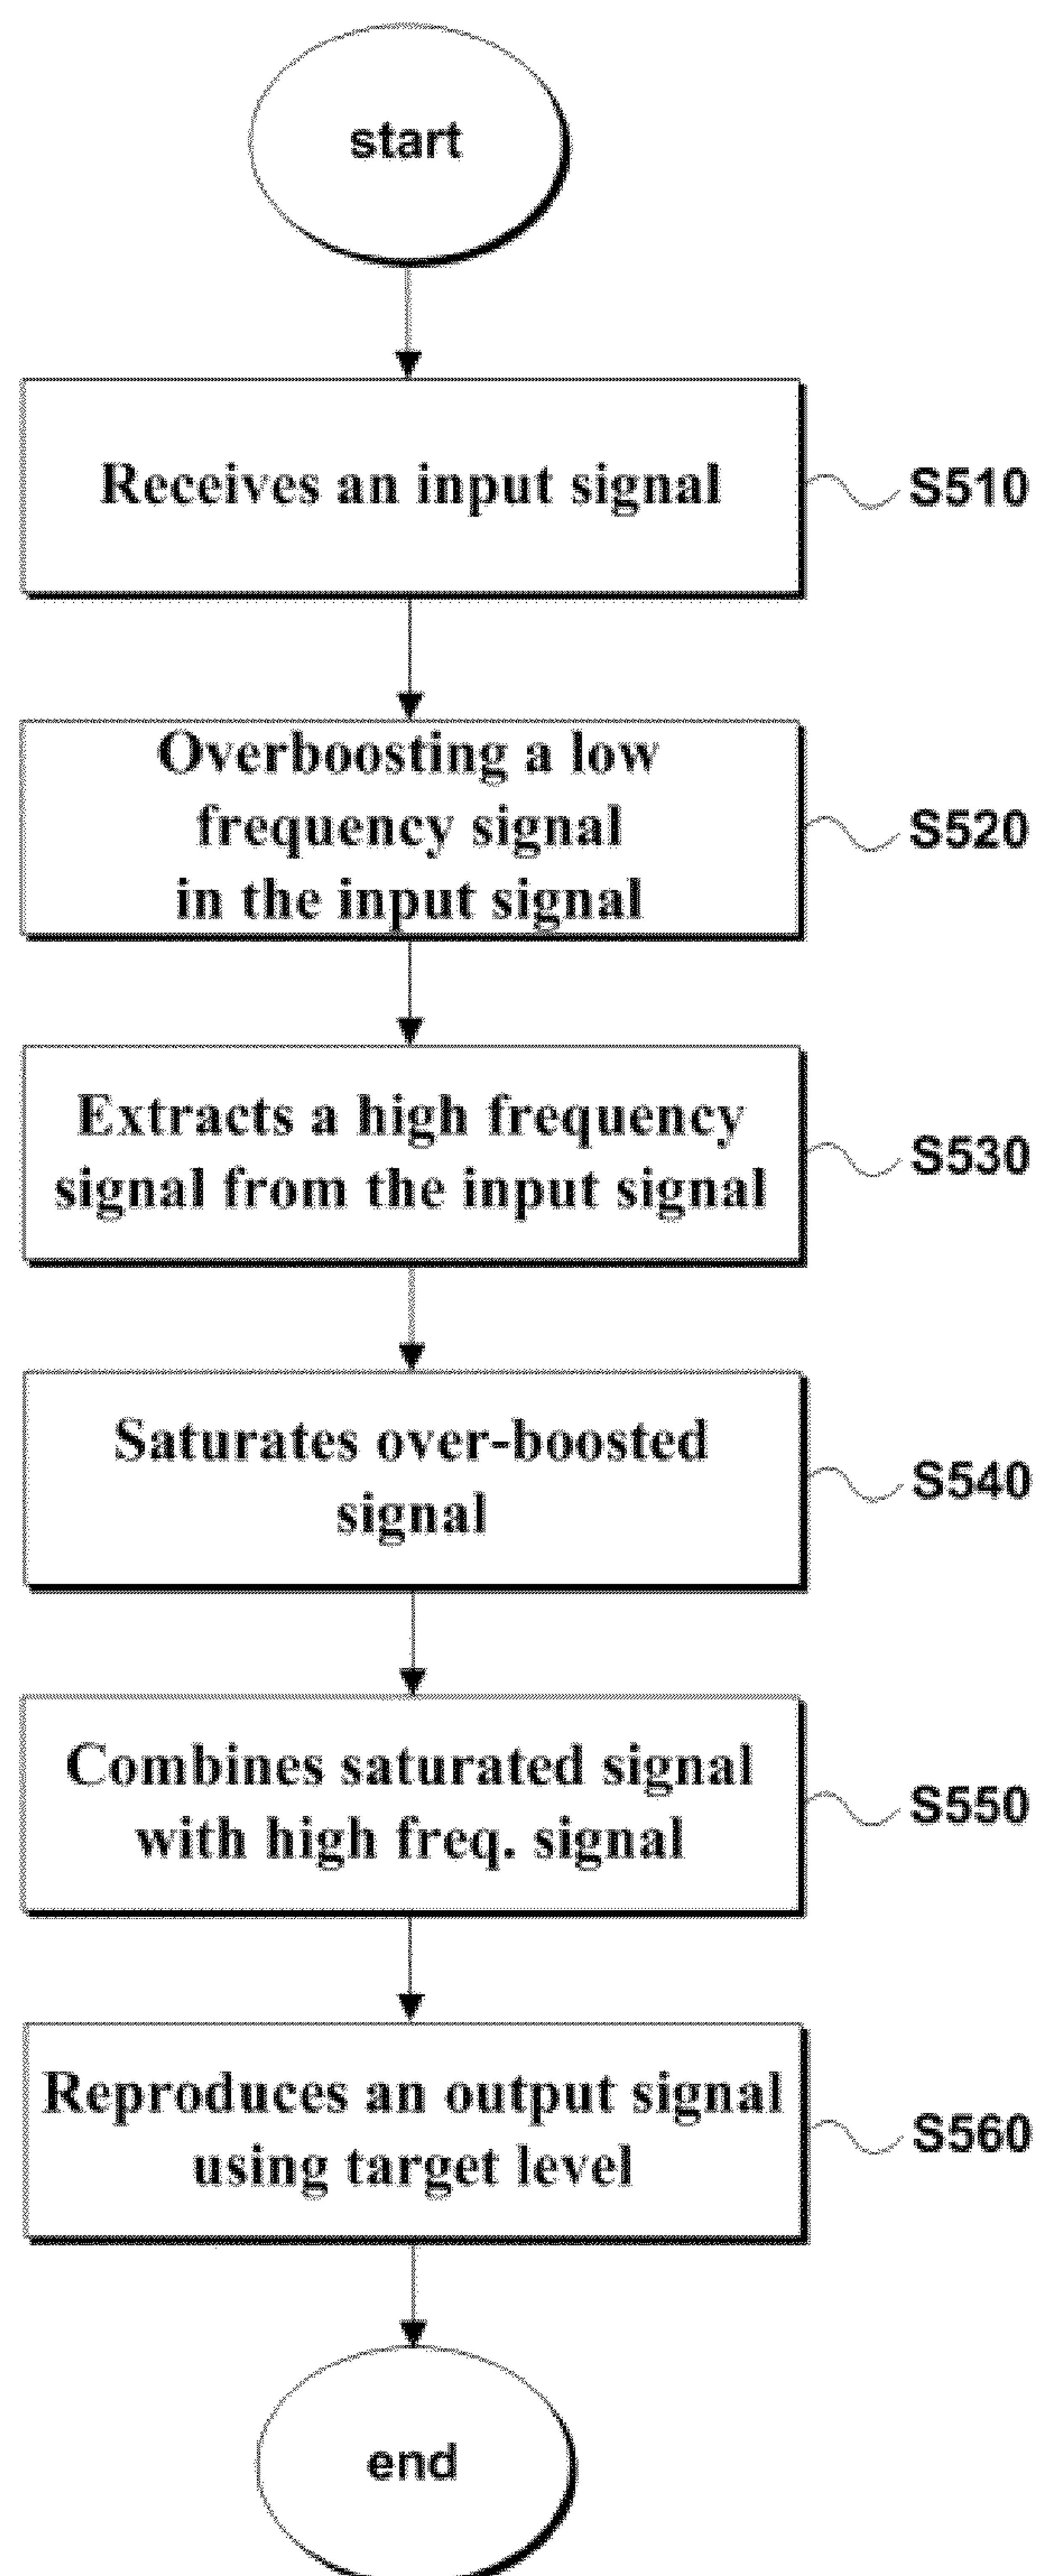 start
Receives an input signal
S510
Overboosting a low
frequency signal
in the input signal
S520
Extracts a high frequency
signal from the input signal
S530
Saturates over-boosted
signal
S540
Combines saturated signal
with high freq. signal
S550
Reproduces an output signal
using target level
S560
end